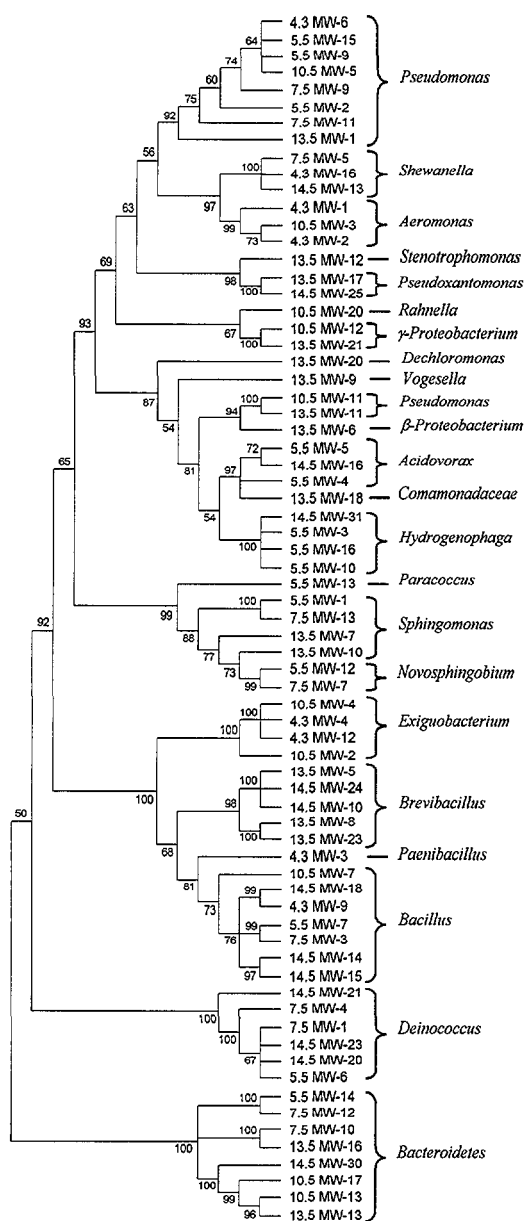 4.3 MW-6
5.5 MW-15
64
5.5 MW-9
74
10.5 MW-5
Pseudomonas
60
7.5 MW-9
75
5.5 MW-2
92
7.5 MW-11
13.5 MW-1
56
7.5 MW-5
100
4.3 MW-16
Shewanella
14.5 MW-13
97
63
4.3 MW-1
99
10.5 MW-3
Aeromonas
73
4.3 MW-2
13.5 MW-12
Stenotrophomonas
69
98
13.5 MW-17
Pseudoxantomonas
100
14.5 MW-25
10.5 MW-20
Rahnella
67
10.5 MW-12
γ-Proteobacterium
100
13.5 MW-21
93
13.5 MW-20
Dechloromonas
87
13.5 MW-9
Vogesella
54
100
10.5 MW-11
Pseudomonas
13.5 MW-11
94
13.5 MW-6
β-Proteobacterium
81
72
5.5 MW-5
14.5 MW-16
Acidovorax
97
5.5 MW-4
13.5 MW-18
Comamonadaceae
54
14.5 MW-31
5.5 MW-3
Hydrogenophaga
100
5.5 MW-16
5.5 MW-10
65
5.5 MW-13
Paracoccus
99
100
5.5 MW-1
7.5 MW-13
Sphingomonas
88
13.5 MW-7
77
13.5 MW-10
73
5.5 MW-12
Novosphingobium
99
7.5 MW-7
92
10.5 MW-4
100
4.3 MW-4
Exiguobacterium
4.3 MW-12
100
10.5 MW-2
100
13.5 MW-5
100
14.5 MW-24
98
14.5 MW-10
Brevibacillus
13.5 MW-8
100
13.5 MW-23
68
4.3 MW-3
Paenibacillus
81
10.5 MW-7
73
99
14.5 MW-18
4.3 MW-9
Bacillus
99
5.5 MW-7
76
7.5 MW-3
14.5 MW-14
97
14.5 MW-15
50
14.5 MW-21
100
7.5 MW-4
7.5 MW-1
Deinococcus
100
14.5 MW-23
14.5 MW-20
67
5.5 MW-6
100
5.5 MW-14
7.5 MW-12
100
7.5 MW-10
100
13.5 MW-16
Bacteroidetes
14.5 MW-30
100
10.5 MW-17
99
10.5 MW-13
96
13.5 MW-13